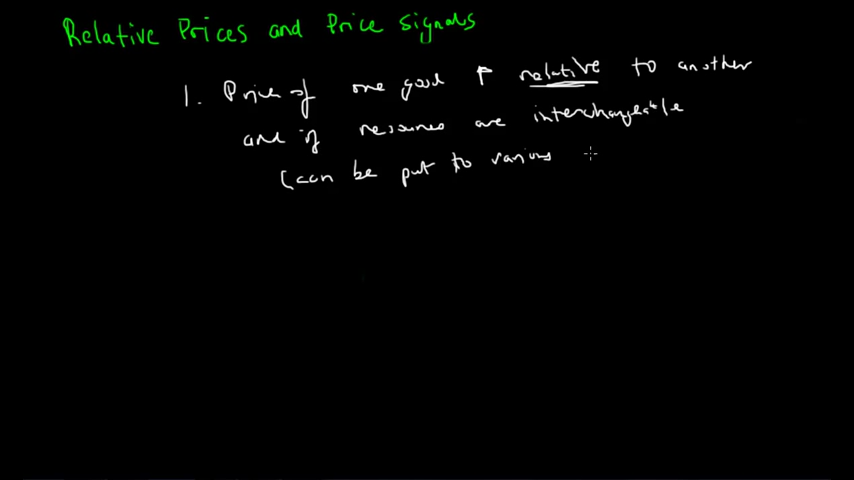 Relative Prices and Price Signals
1. Price of one good ↑ relative to another
and if resources are interchangeable
(can be put to various